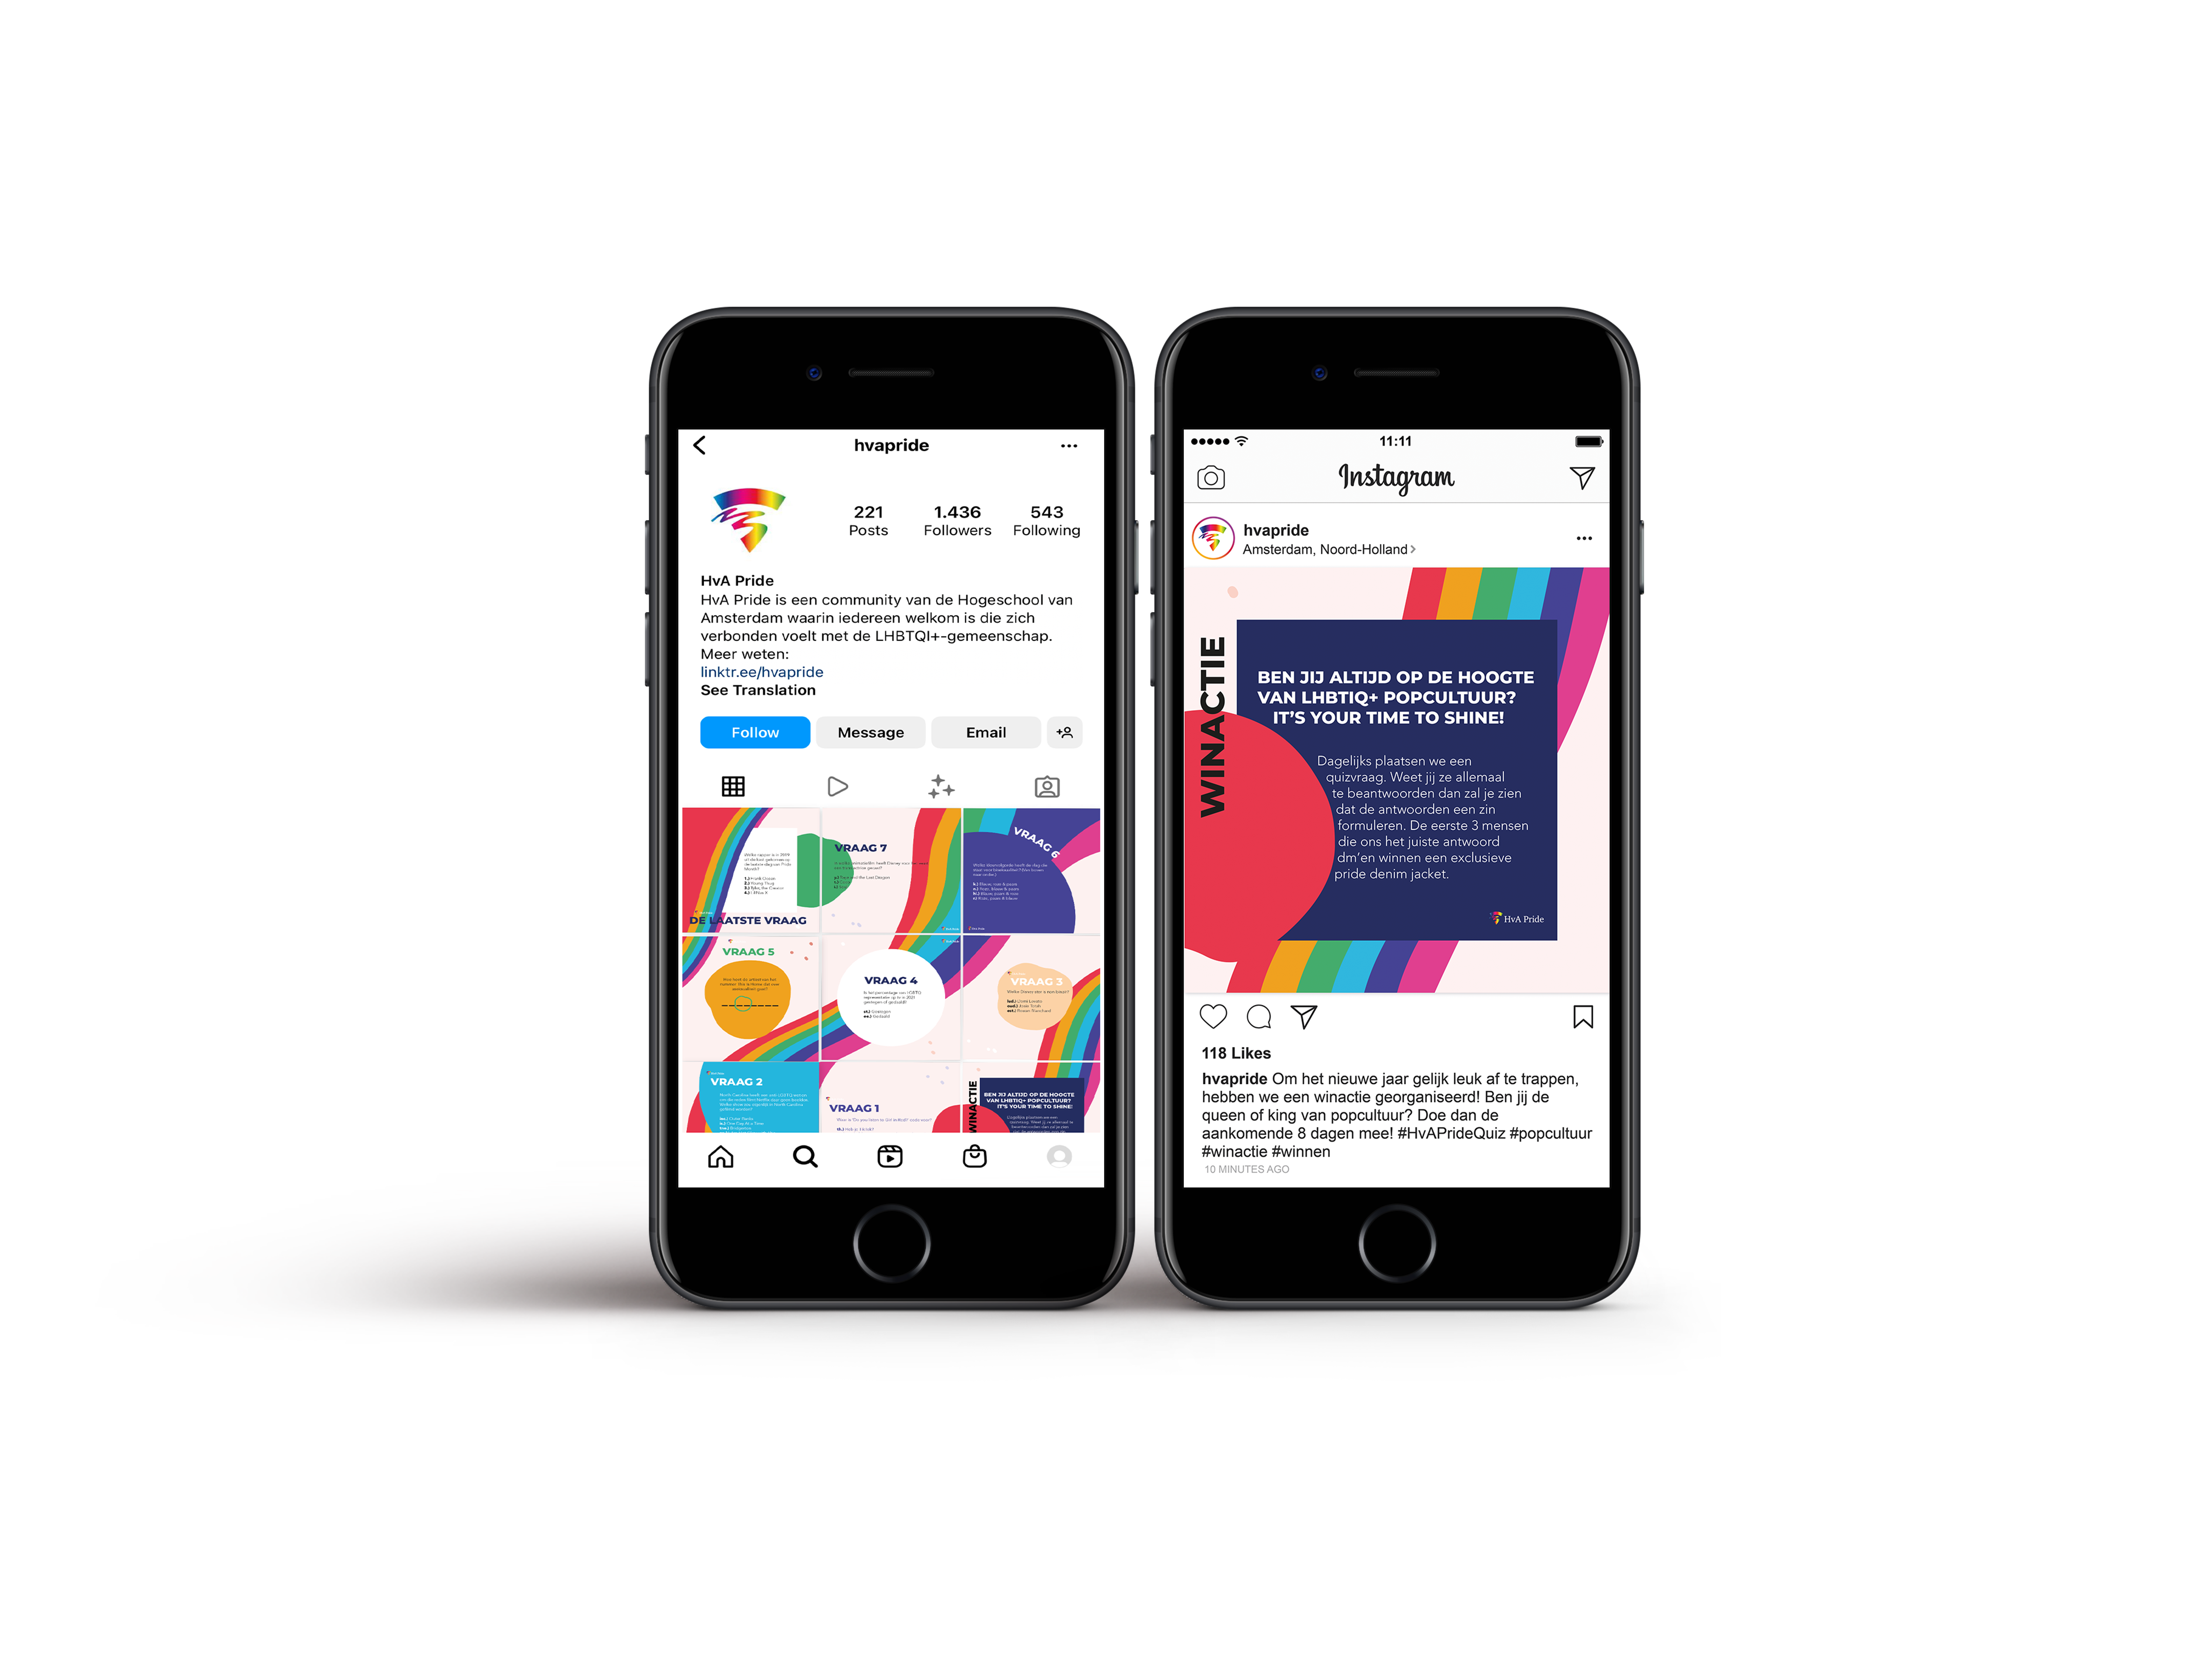 hvapride
221
Posts
1.436
Followers
543
Following
HvA Pride
HvA Pride is een community van de Hogeschool van
Amsterdam waarin iedereen welkom is die zich
verbonden voelt met de LHBTQI+-gemeenschap.
Meer weten:
linktr.ee/hvapride
See Translation
Follow
Message
Email
DE LAATSTE VRAAG
VRAAG 7
VRAAG 6
VRAAG 5
VRAAG 4
VRAAG 3
VRAAG 2
VRAAG 1
WINACTIE
BEN JIJ ALTIJD OP DE HOOGTE
VAN LHBTIQ+ POPCULTUUR?
IT'S YOUR TIME TO SHINE!
11:11
Instagram
hvapride
Amsterdam, Noord-Holland
WINACTIE
BEN JIJ ALTIJD OP DE HOOGTE
VAN LHBTIQ+ POPCULTUUR?
IT'S YOUR TIME TO SHINE!
Dagelijks plaatsen we een
quizvraag. Weet jij ze allemaal
te beantwoorden dan zal je zien
dat de antwoorden een zin
formuleren. De eerste 3 mensen
die ons het juiste antwoord
dm'en winnen een exclusieve
pride denim jacket.
HvA Pride
118 Likes
hvapride Om het nieuwe jaar gelijk leuk af te trappen,
hebben we een winactie georganiseerd! Ben jij de
queen of king van popcultuur? Doe dan de
aankomende 8 dagen mee! #HvAPrideQuiz #popcultuur
#winactie #winnen
10 MINUTES AGO